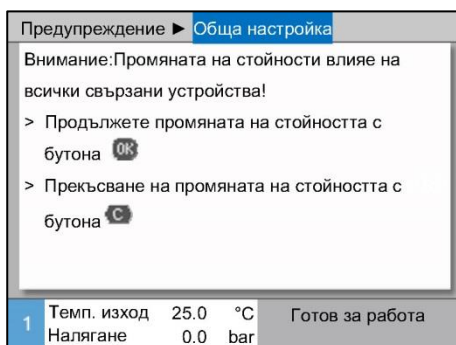 Предупреждение ► Обща настройка
Внимание:Промяната на стойности влияе на
всички свързани устройства!
> Продължете промяната на стойността с
бутона OK
> Прекъсване на промяната на стойността с
бутона C
1 Темп. изход 25.0 °C Готов за работа
Налягане 0.0 bar